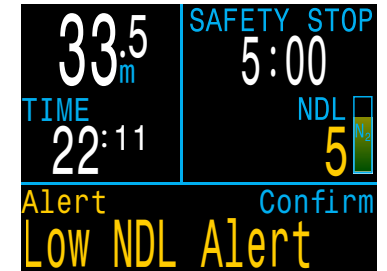 33.5
m
SAFETY STOP
5:00
TIME
22:11
NDL
5
N₂
Alert
Confirm
Low NDL Alert